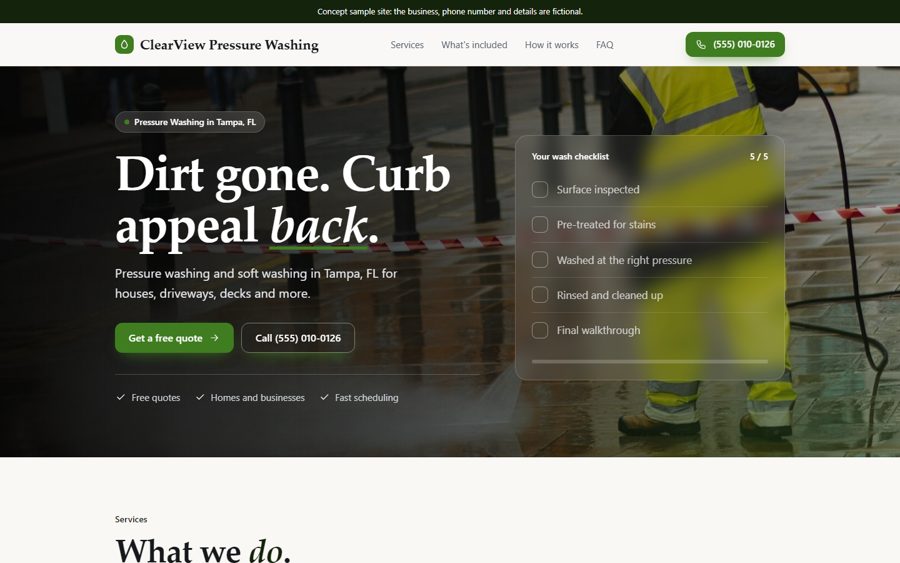 Concept sample site: the business, phone number and details are fictional.
ClearView Pressure Washing
Services
What's included
How it works
FAQ
(555) 010-0126
Pressure Washing in Tampa, FL
Dirt gone. Curb
appeal back.
Pressure washing and soft washing in Tampa, FL for
houses, driveways, decks and more.
Get a free quote
Call (555) 010-0126
Free quotes
Homes and businesses
Fast scheduling
Your wash checklist
5 / 5
Surface inspected
Pre-treated for stains
Washed at the right pressure
Rinsed and cleaned up
Final walkthrough
Services
What we do.